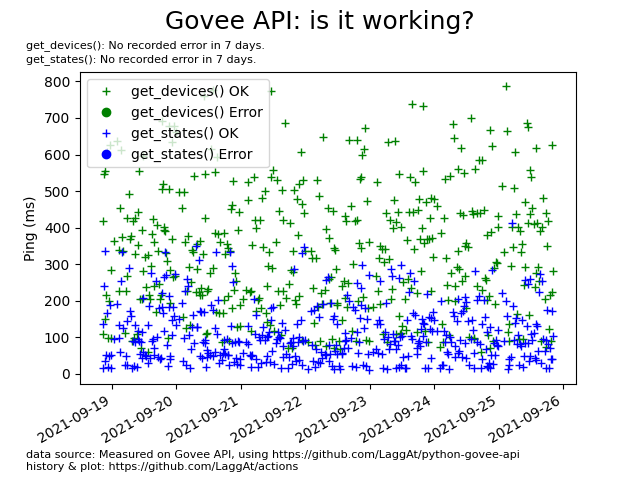 Govee API: is it working?
get_devices(): No recorded error in 7 days.
get_states(): No recorded error in 7 days.
get_devices() OK
get_devices() Error
get_states() OK
get_states() Error
Ping (ms)
800
700
600
500
400
300
200
100
0
2021-09-19
2021-09-20
2021-09-21
2021-09-22
2021-09-23
2021-09-24
2021-09-25
2021-09-26
data source: Measured on Govee API, using https://github.com/LaggAt/python-govee-api
history & plot: https://github.com/LaggAt/actions